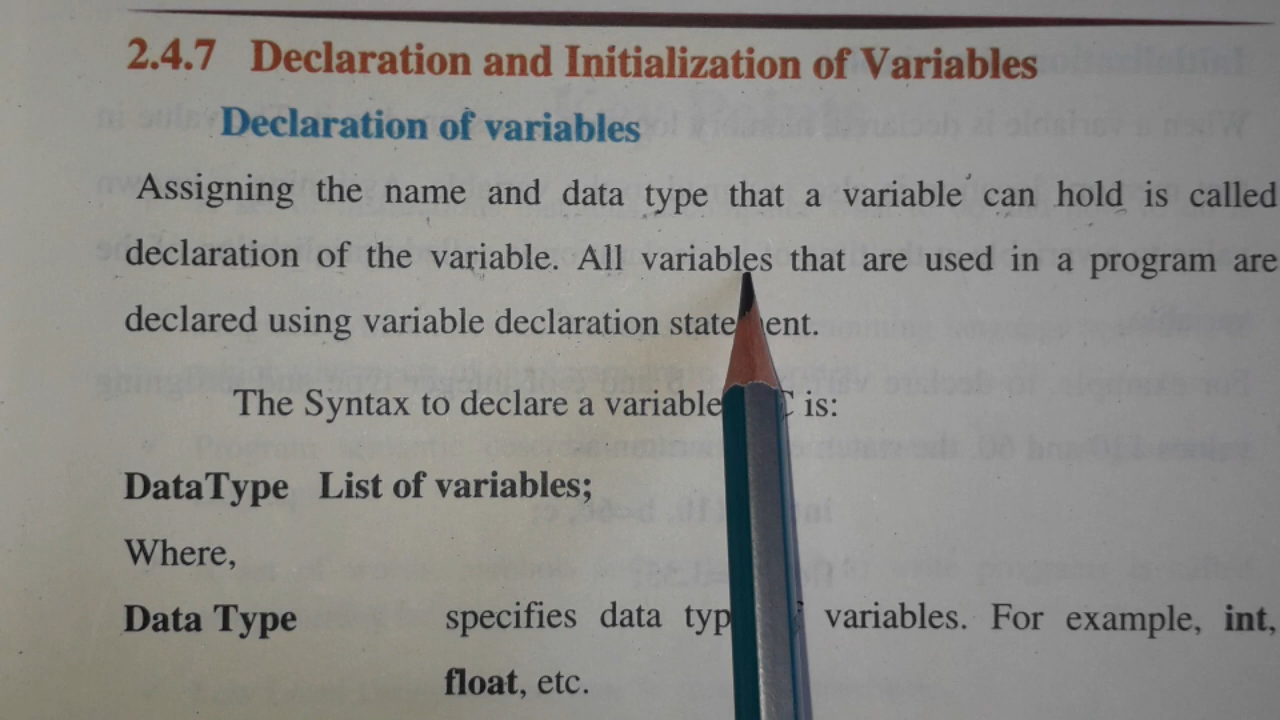 2.4.7 Declaration and Initialization of Variables
Declaration of variables
Assigning the name and data type that a variable can hold is called
declaration of the variable. All variables that are used in a program are
declared using variable declaration statement.
The Syntax to declare a variable C is:
DataType List of variables;
Where,
Data Type specifies data type of variables. For example, int,
float, etc.